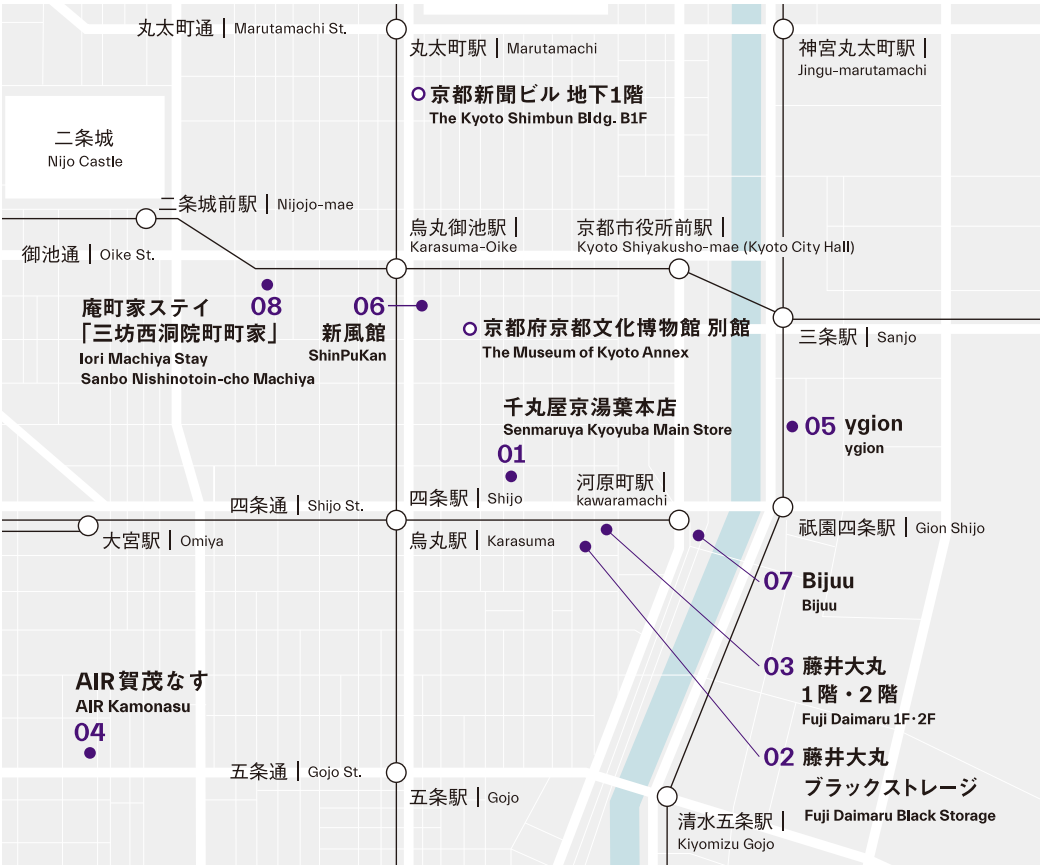 丸太町通 | Marutamachi St.
丸太町駅 | Marutamachi
神宮丸太町駅 |
Jingu-marutamachi
京都新聞ビル 地下1階
The Kyoto Shimbun Bldg. B1F
二条城
Nijo Castle
二条城前駅 | Nijojo-mae
烏丸御池駅 |
Karasuma-Oike
京都市役所前駅 |
Kyoto Shiyakusho-mae (Kyoto City Hall)
御池通 | Oike St.
庵町家ステイ
「三坊西洞院町町家」
Iori Machiya Stay
Sanbo Nishinotoin-cho Machiya
08
06
新風館
ShinPuKan
京都府京都文化博物館 別館
The Museum of Kyoto Annex
三条駅 | Sanjo
千丸屋京湯葉本店
Senmaruya Kyoyuba Main Store
01
05 ygion
ygion
河原町駅 |
kawaramachi
四条通 | Shijo St.
四条駅 | Shijo
大宮駅 | Omiya
烏丸駅 | Karasuma
祇園四条駅 | Gion Shijo
07 Bijuu
Bijuu
03 藤井大丸
1階・2階
Fuji Daimaru 1F・2F
AIR賀茂なす
AIR Kamonasu
04
02 藤井大丸
ブラックストレージ
Fuji Daimaru Black Storage
五条通 | Gojo St.
五条駅 | Gojo
清水五条駅 |
Kiyomizu Gojo